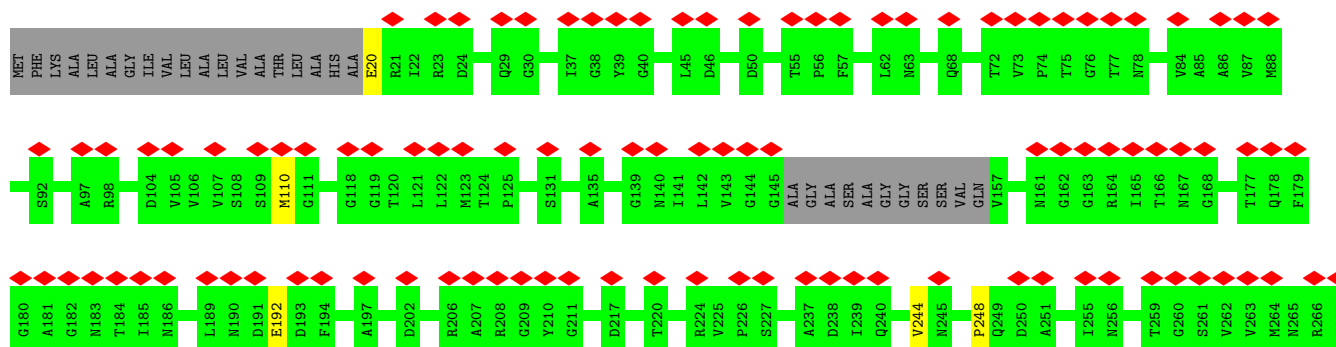 MET PHE LYS ALA LEU ALA ALA GLY ILE VAL LEU ALA LEU VAL ALA THR LEU ALA HIS ALA E20 R21 I22 R23 D24 Q29 G30 I37 G38 Y39 G40 L45 D46 D50 T55 P56 F57 L62 N63 Q68 T72 V73 P74 T75 G76 T77 N78 V84 A85 A86 V87 M88
S92 A97 R98 D104 V105 V106 V107 S108 S109 M110 G111 G118 G119 T120 L121 L122 M123 T124 P125 S131 A135 G139 N140 I141 L142 V143 G144 G145 ALA GLY ALA SER ALA GLY GLY SER SER VAL GLN V157 N161 G162 G163 R164 I165 T166 N167 G168 T177 Q178 F179
G180 A181 G182 N183 T184 I185 N186 L189 N190 D191 E192 D193 F194 A197 D202 R206 A207 R208 G209 Y210 G211 D217 T220 R224 V225 P226 S227 A237 D238 I239 Q240 V244 N245 P248 Q249 D250 A251 I255 N256 T259 G260 S261 V262 V263 M264 N265 R266